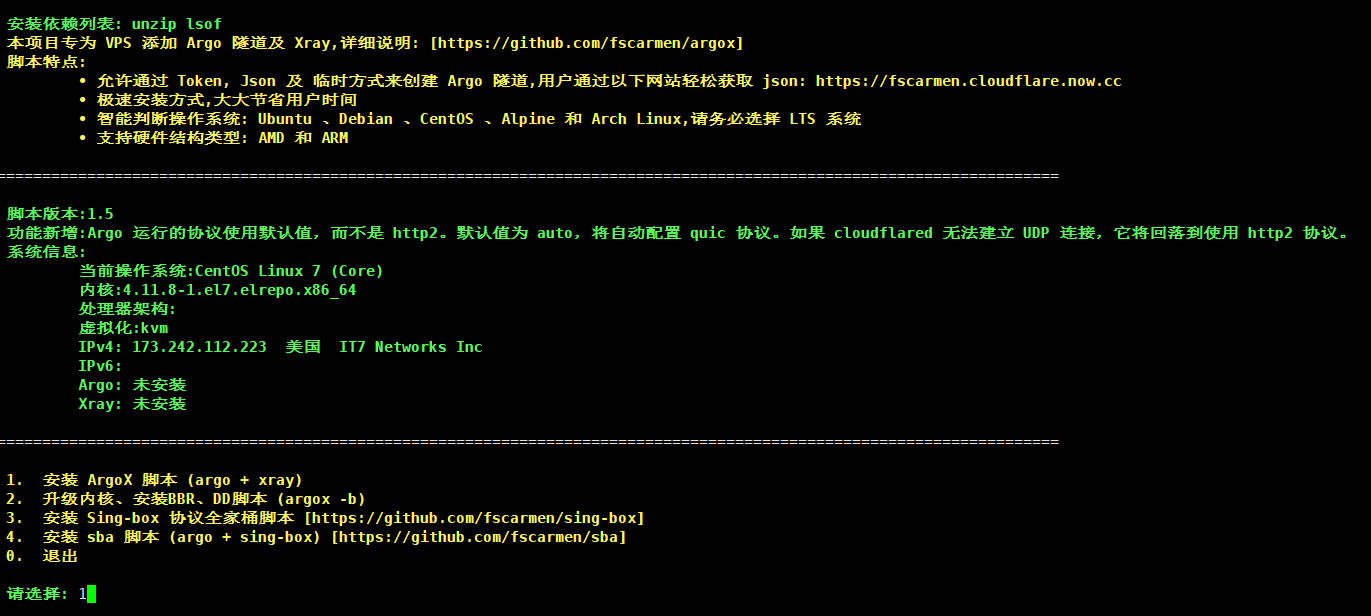 安装依赖列表: unzip lsof
本项目专为 VPS 添加 Argo 隧道及 Xray,详细说明: [https://github.com/fscarmen/argox]
脚本特点:
• 允许通过 Token, Json 及 临时方式来创建 Argo 隧道,用户通过以下网站轻松获取 json: https://fscarmen.cloudflare.now.cc
• 极速安装方式,大大节省用户时间
• 智能判断操作系统: Ubuntu 、Debian 、CentOS 、Alpine 和 Arch Linux,请务必选择 LTS 系统
• 支持硬件结构类型: AMD 和 ARM
======================================================================================================================
脚本版本:1.5
功能新增:Argo 运行的协议使用默认值, 而不是 http2。默认值为 auto, 将自动配置 quic 协议。如果 cloudflared 无法建立 UDP 连接, 它将回落到使用 http2 协议。
系统信息:
当前操作系统:CentOS Linux 7 (Core)
内核:4.11.8-1.el7.elrepo.x86_64
处理器架构:
虚拟化:kvm
IPv4: 173.242.112.223 美国 IT7 Networks Inc
IPv6:
Argo: 未安装
Xray: 未安装
======================================================================================================================
1. 安装 ArgoX 脚本 (argo + xray)
2. 升级内核、安装BBR、DD脚本 (argox -b)
3. 安装 Sing-box 协议全家桶脚本 [https://github.com/fscarmen/sing-box]
4. 安装 sba 脚本 (argo + sing-box) [https://github.com/fscarmen/sba]
0. 退出
请选择: 1